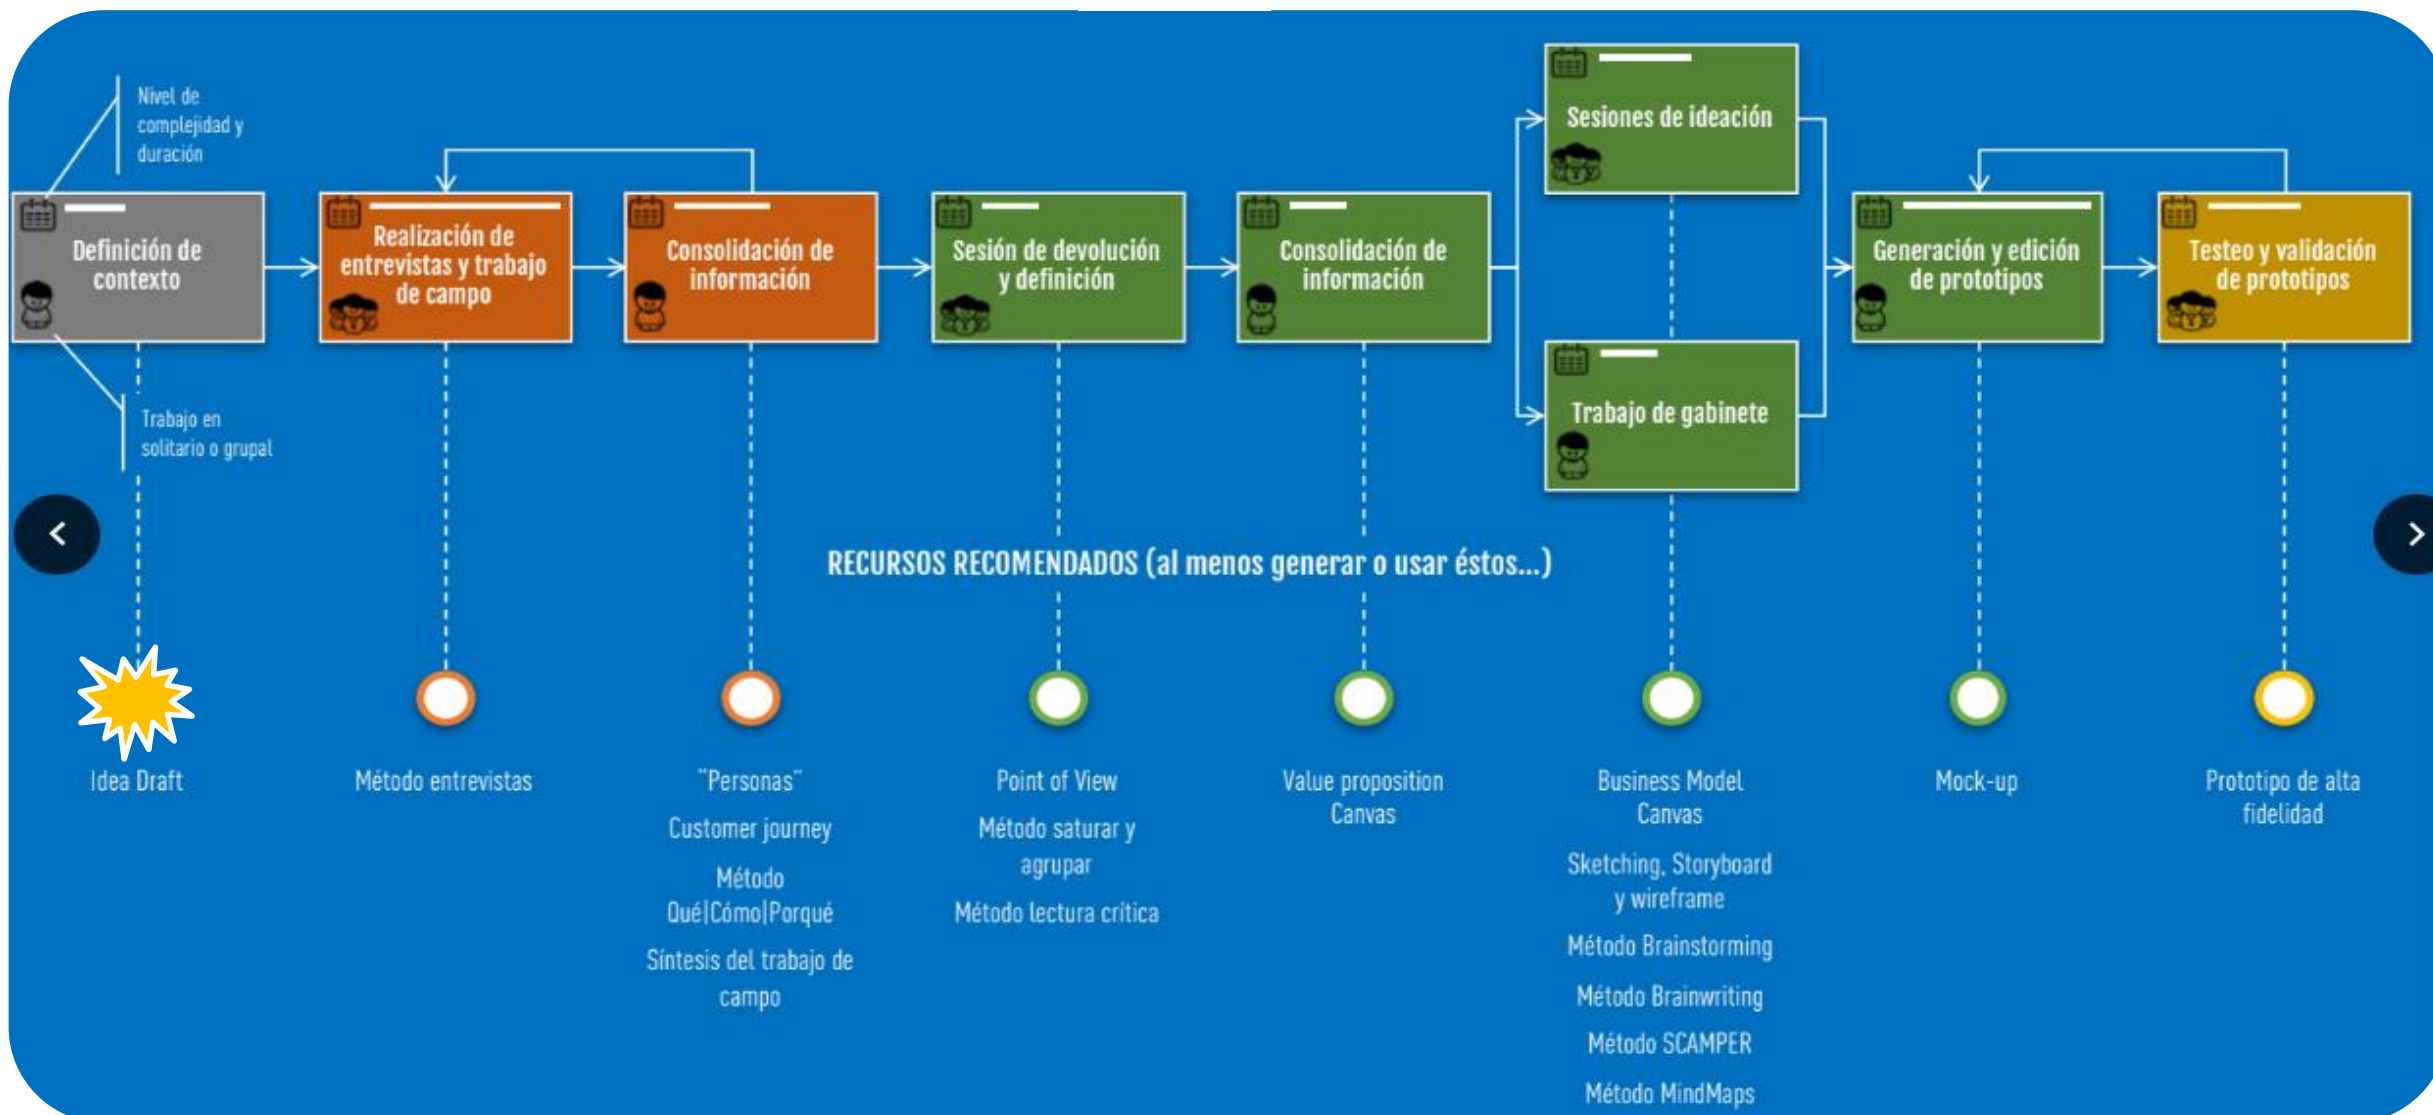 Nivel de
complejidad y
duración
Definición de
contexto
Trabajo en
solitario o grupal
Realización de
entrevistas y trabajo
de campo
Consolidación de
información
Sesión de devolución
y definición
Consolidación de
información
Sesiones de ideación
Trabajo de gabinete
Generación y edición
de prototipos
Testeo y validación
de prototipos
RECURSOS RECOMENDADOS (al menos generar o usar éstos...)
Idea Draft
Método entrevistas
"Personas"
Customer journey
Método
Qué|Cómo|Porqué
Síntesis del trabajo de
campo
Point of View
Método saturar y
agrupar
Método lectura crítica
Value proposition
Canvas
Business Model
Canvas
Sketching, Storyboard
y wireframe
Método Brainstorming
Método Brainwriting
Método SCAMPER
Método MindMaps
Mock-up
Prototipo de alta
fidelidad